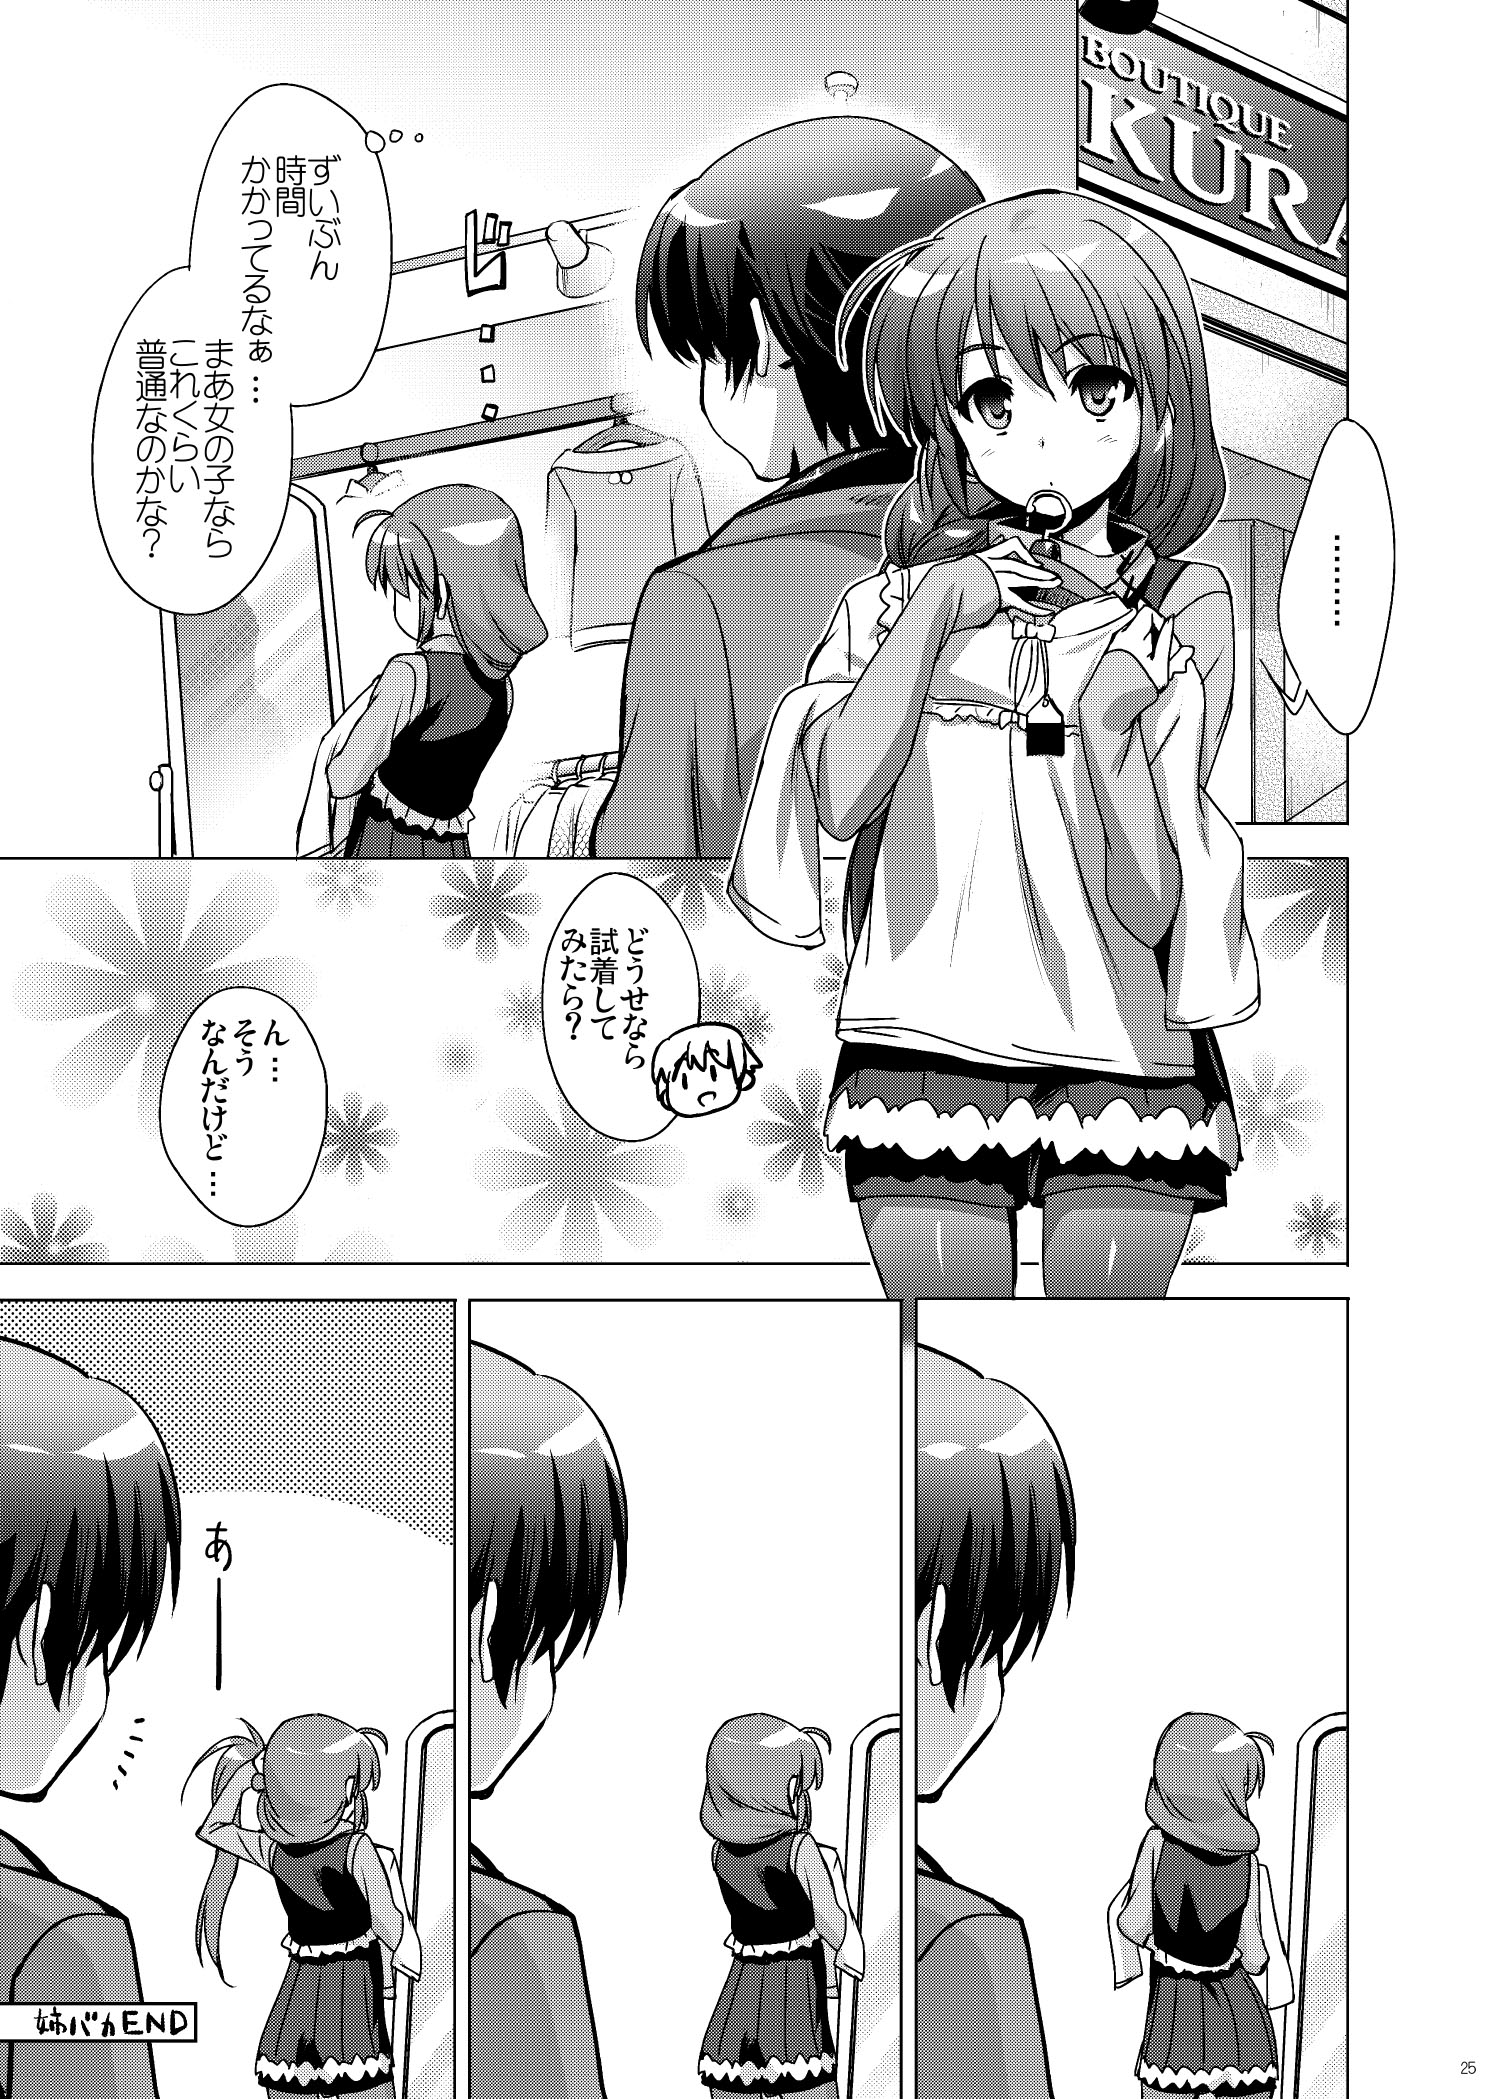 BOUTIQUE
KURA
………
ずいぶん
時間
かかってるなぁ…
まあ女の子なら
これくらい
普通なのかな？
じ…
どうせなら
試着して
みたら？
ん…
そう
なんだけど…
あー
姉バカEND
25